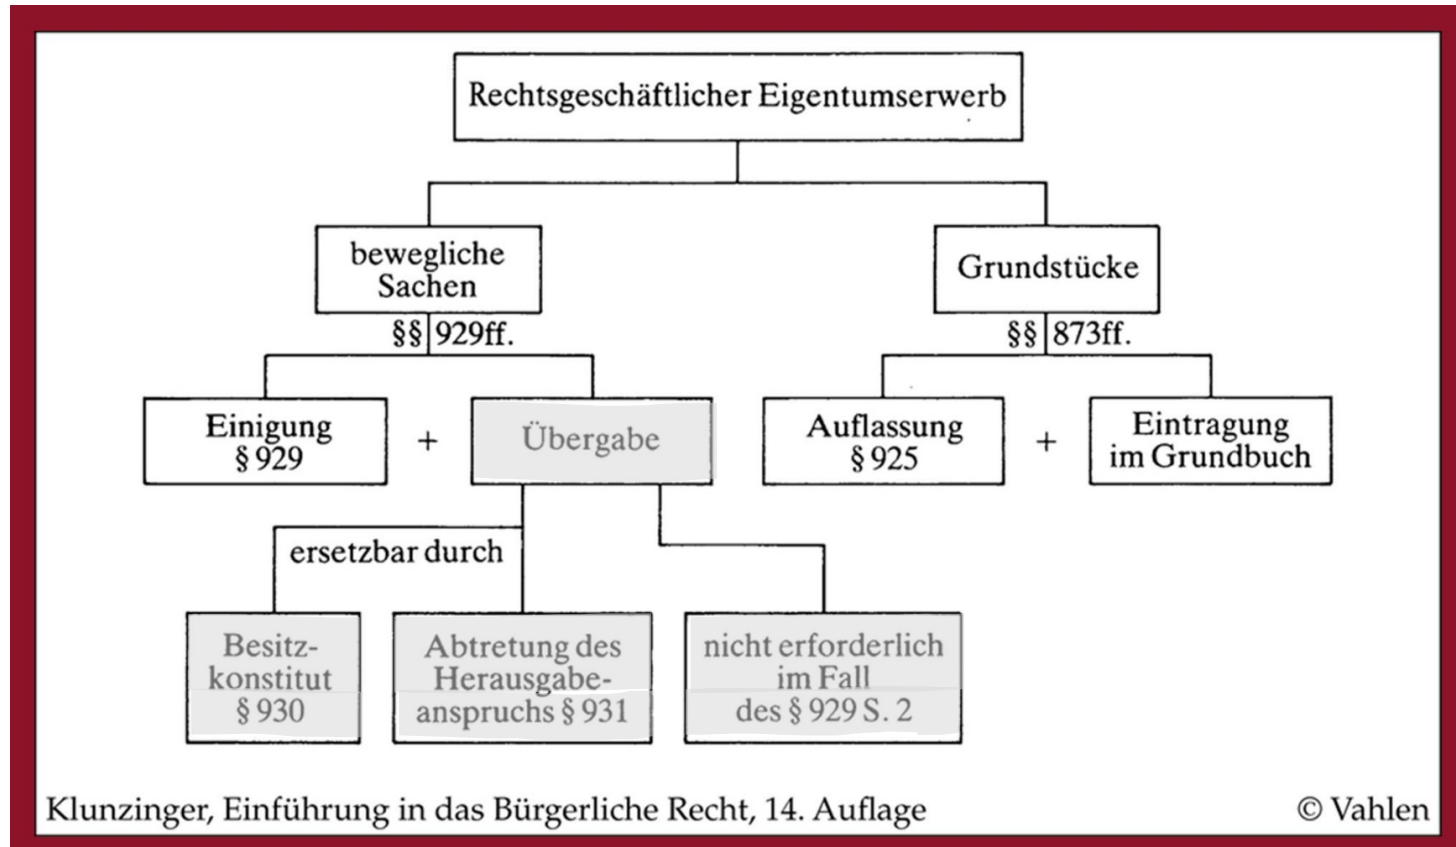 Rechtsgeschäftlicher Eigentumserwerb
bewegliche
Sachen
Grundstücke
§§ 929ff.
§§ 873ff.
Einigung
§ 929
+
Übergabe
Auflassung
§ 925
+
Eintragung
im Grundbuch
ersetzbar durch
Besitz-
konstitut
§ 930
Abtretung des
Herausgabe-
anspruchs § 931
nicht erforderlich
im Fall
des § 929 S. 2
Klunzinger, Einführung in das Bürgerliche Recht, 14. Auflage
© Vahlen